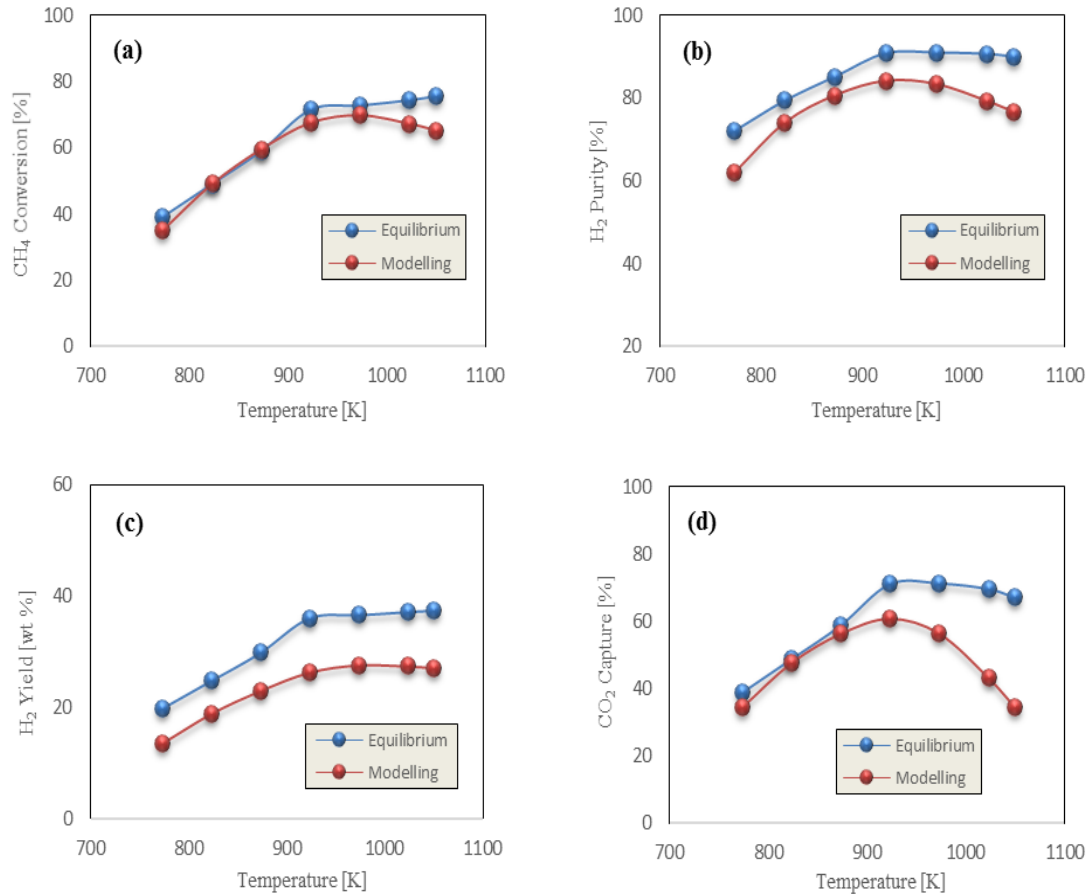 (a)
CH4 Conversion [%]
100
80
60
40
20
0
700 800 900 1000 1100
Temperature [K]
Equilibrium
Modelling
(b)
H2 Purity [%]
100
80
60
40
20
700 800 900 1000 1100
Temperature [K]
Equilibrium
Modelling
(c)
H2 Yield [wt %]
60
40
20
0
700 800 900 1000 1100
Temperature [K]
Equilibrium
Modelling
(d)
CO2 Capture [%]
100
80
60
40
20
0
700 800 900 1000 1100
Temperature [K]
Equilibrium
Modelling